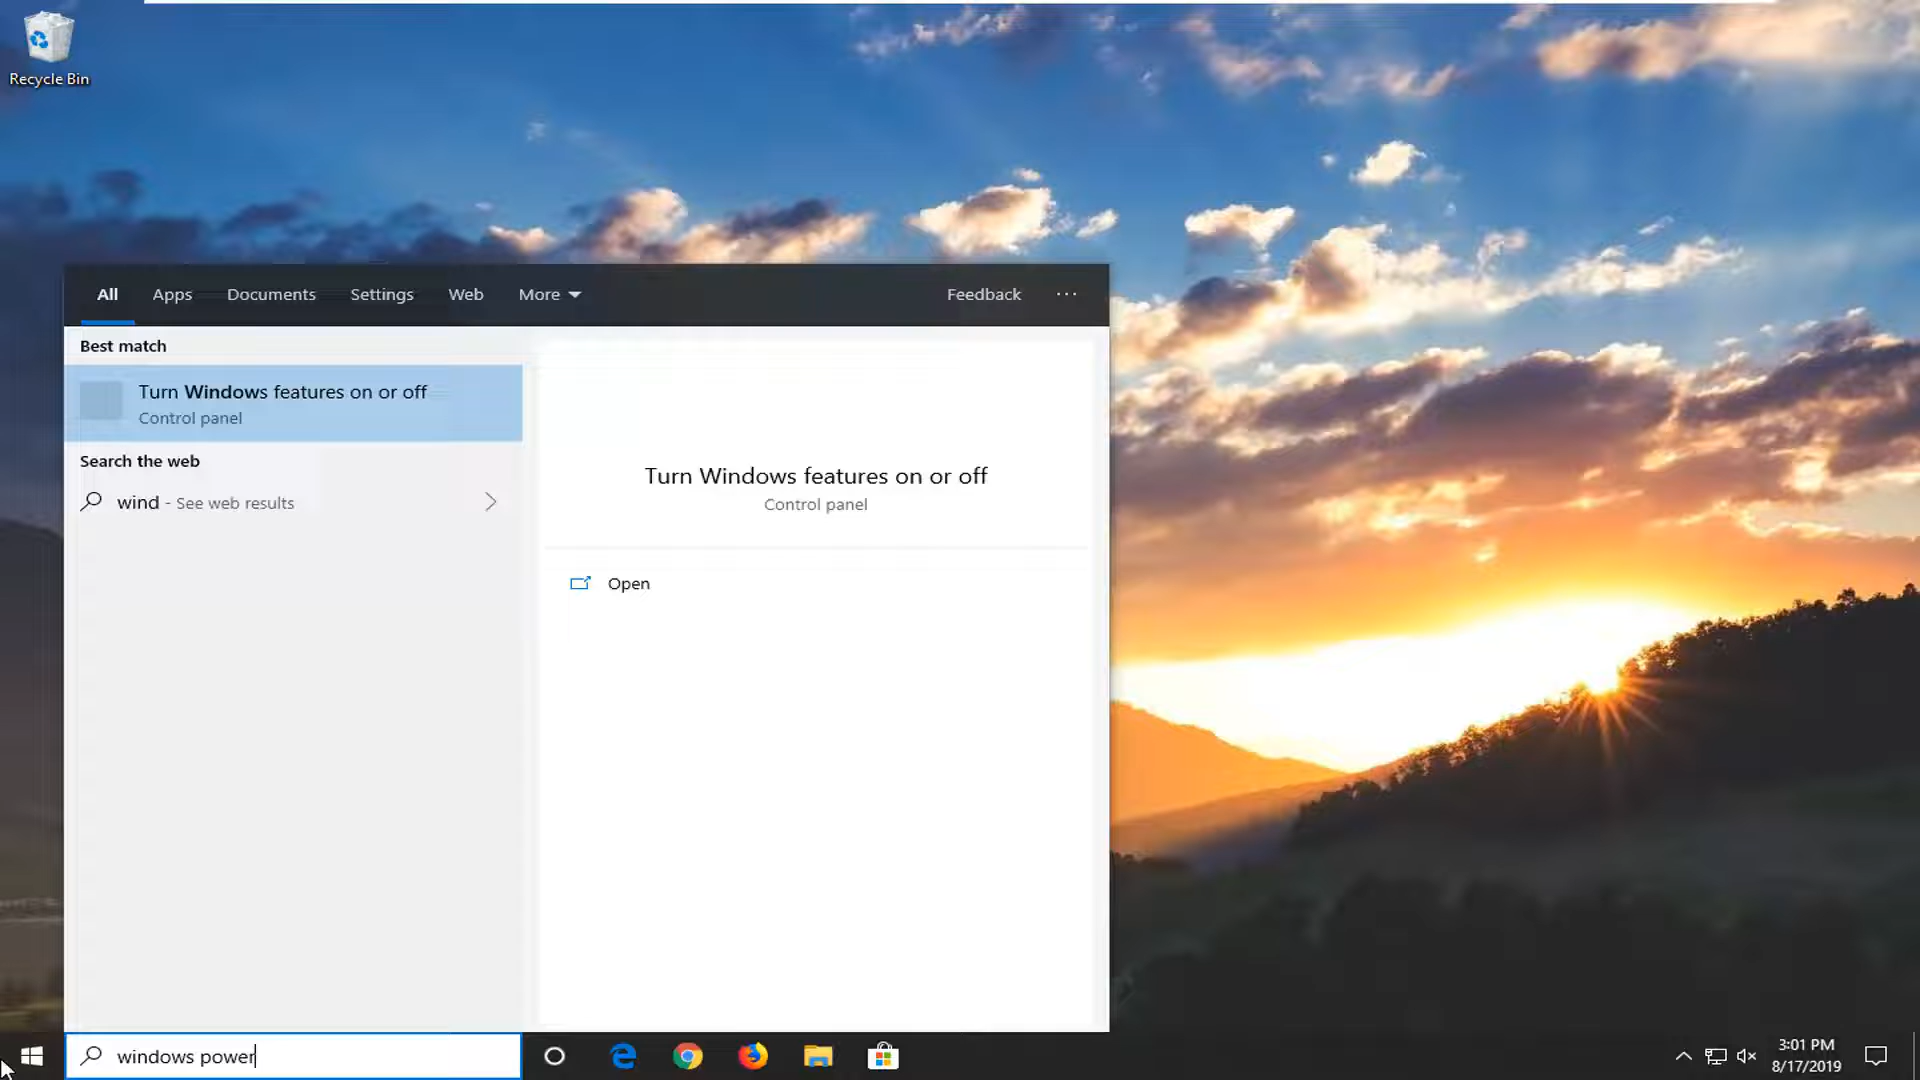 Recycle Bin
All Apps Documents Settings Web More Feedback ...
Best match
Turn Windows features on or off
Control panel
Search the web
wind - See web results
Turn Windows features on or off
Control panel
Open
windows power
3:01 PM
8/17/2019